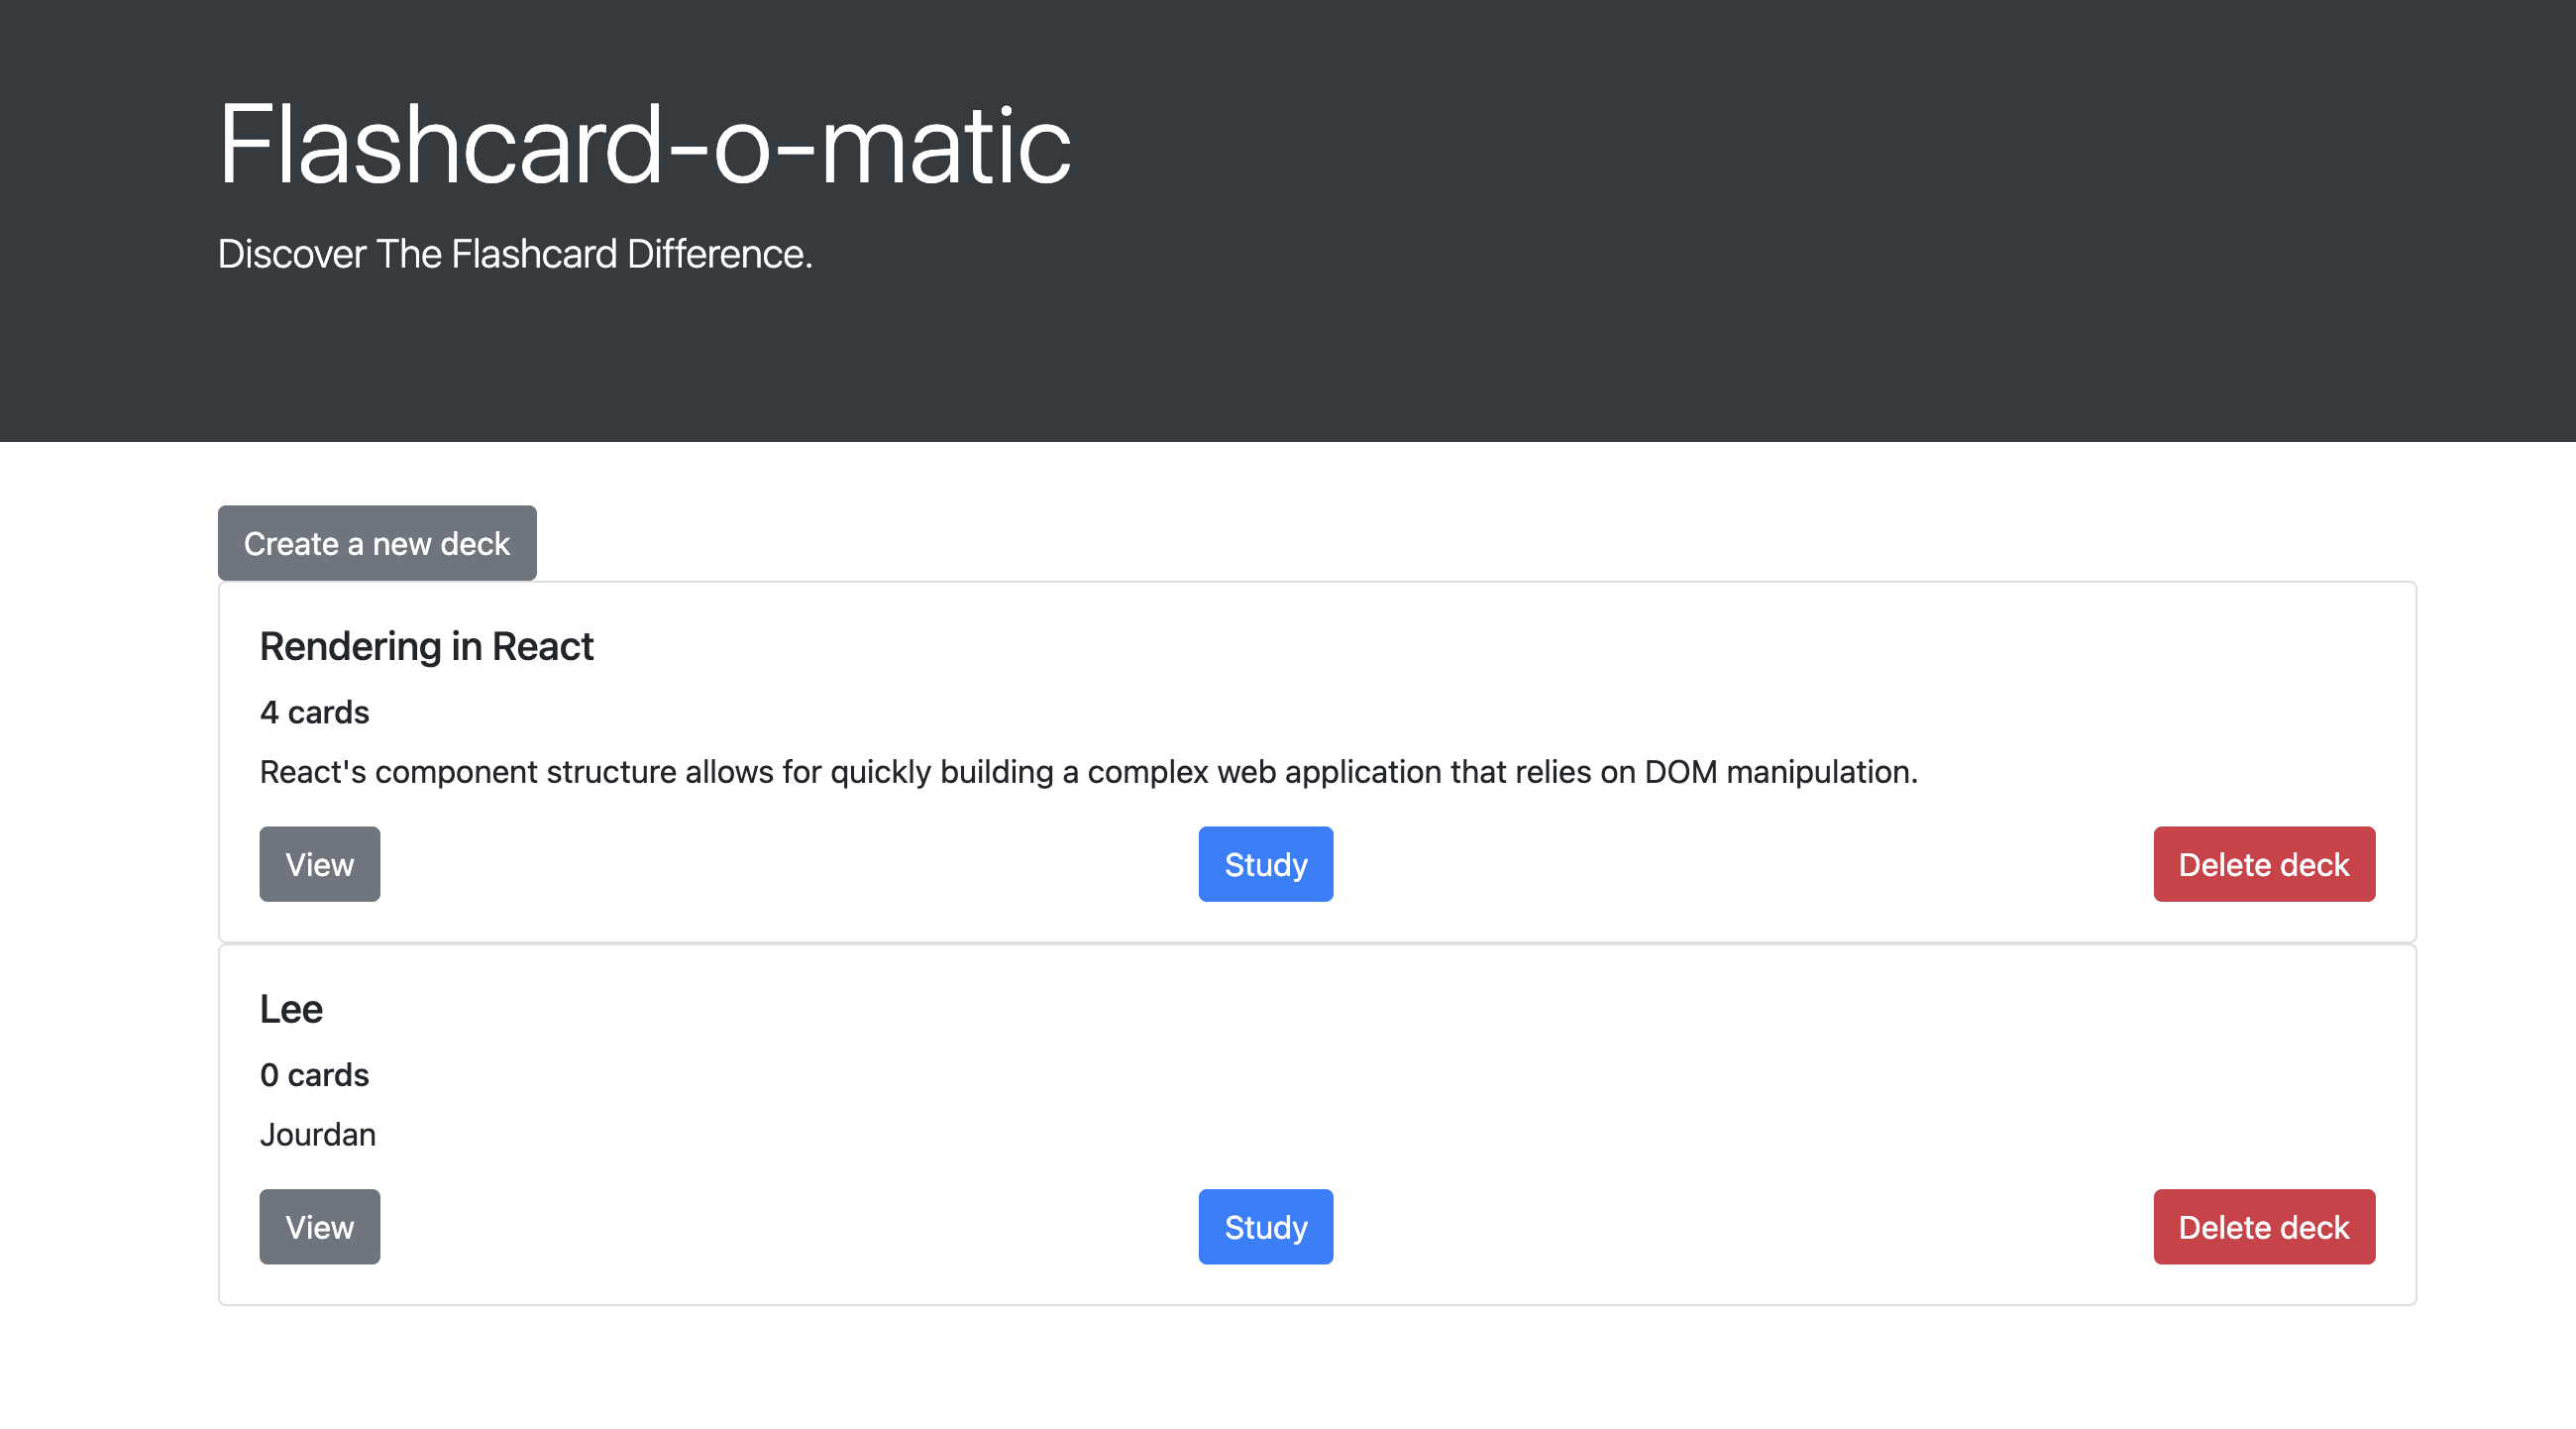 Flashcard-o-matic
Discover The Flashcard Difference.
Create a new deck
Rendering in React
4 cards
React's component structure allows for quickly building a complex web application that relies on DOM manipulation.
View Study Delete deck
Lee
0 cards
Jourdan
View Study Delete deck